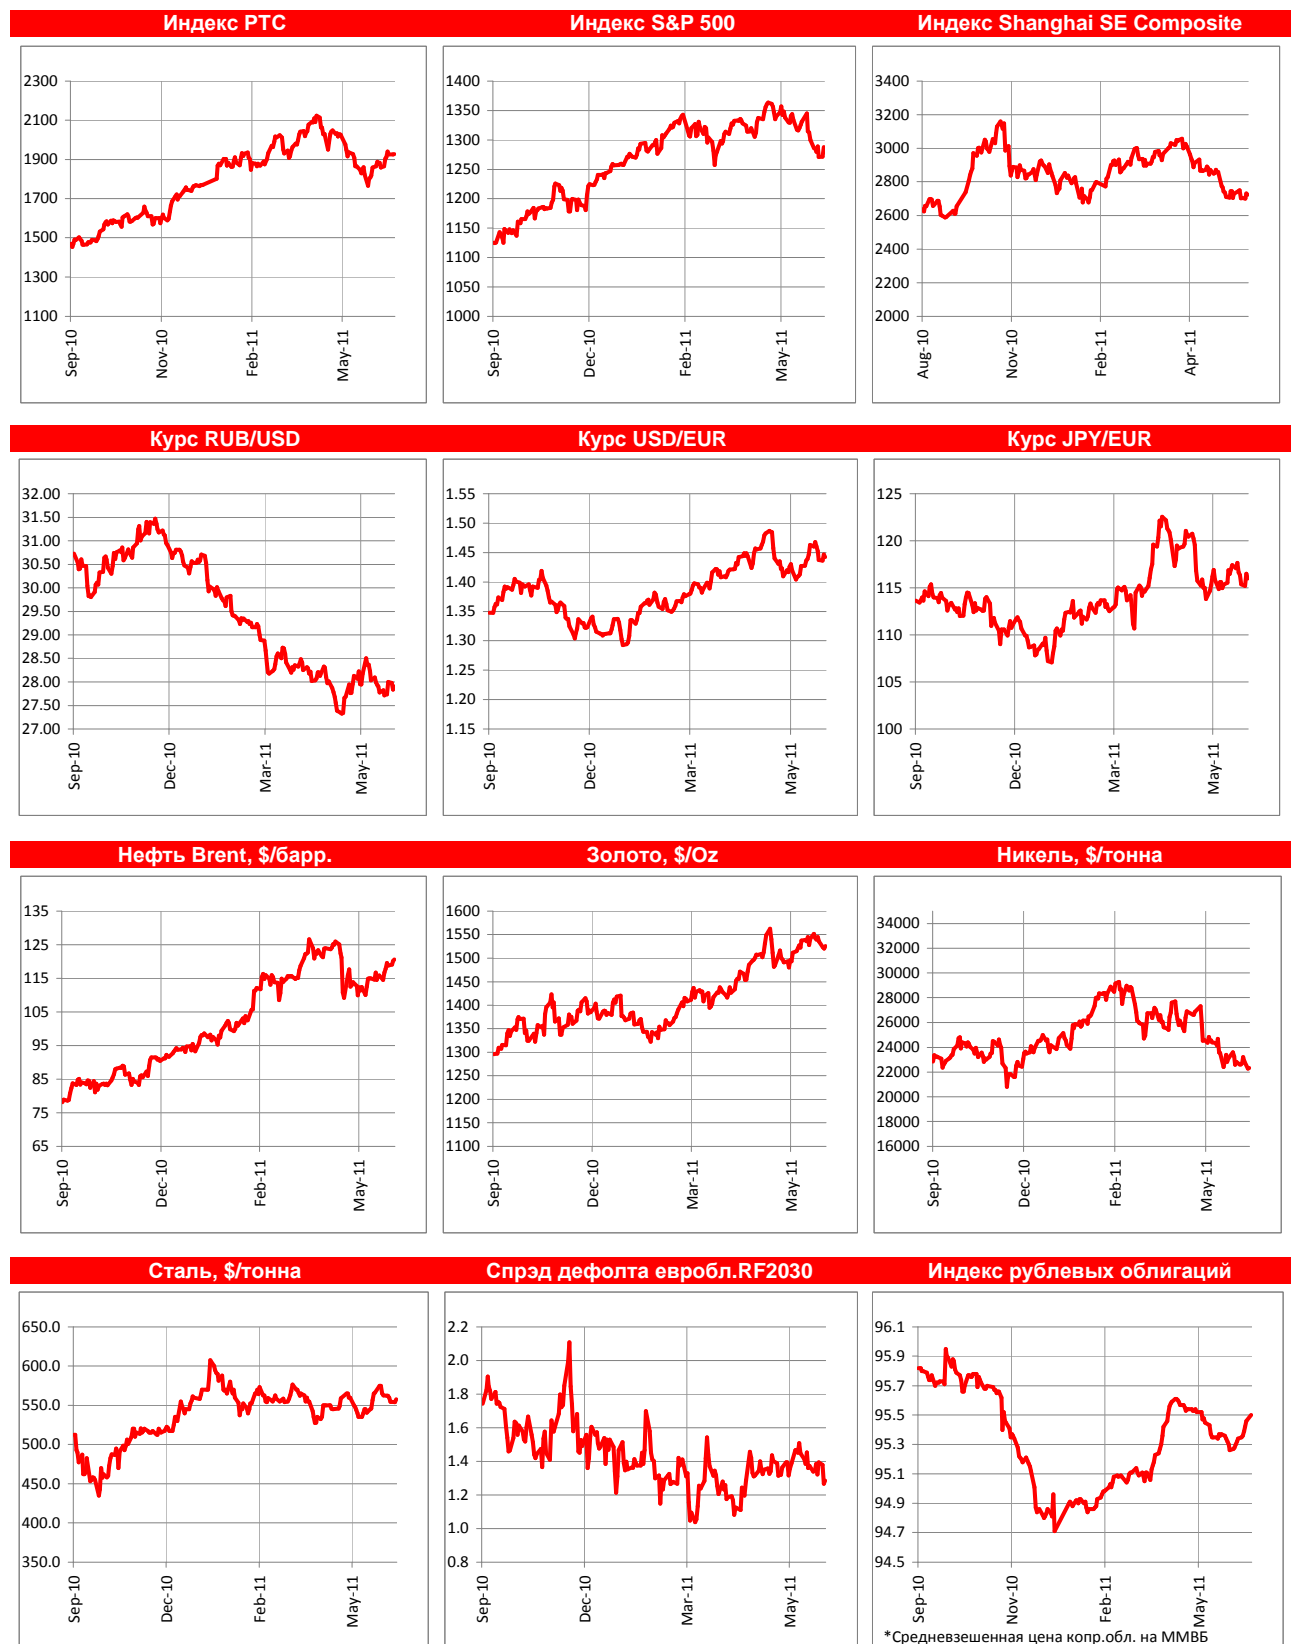 Индекс РТС
Индекс S&P 500
Индекс Shanghai SE Composite
2300
2100
1900
1700
1500
1300
1100
Sep-10
Nov-10
Feb-11
May-11
1400
1350
1300
1250
1200
1150
1100
1050
1000
Sep-10
Dec-10
Feb-11
May-11
3400
3200
3000
2800
2600
2400
2200
2000
Aug-10
Nov-10
Feb-11
Apr-11
Курс RUB/USD
Курс USD/EUR
Курс JPY/EUR
32.00
31.50
31.00
30.50
30.00
29.50
29.00
28.50
28.00
27.50
27.00
Sep-10
Dec-10
Mar-11
May-11
1.55
1.50
1.45
1.40
1.35
1.30
1.25
1.20
1.15
Sep-10
Dec-10
Mar-11
May-11
125
120
115
110
105
100
Sep-10
Dec-10
Mar-11
May-11
Нефть Brent, $/барр.
Золото, $/Oz
Никель, $/тонна
135
125
115
105
95
85
75
65
Sep-10
Dec-10
Feb-11
May-11
1600
1550
1500
1450
1400
1350
1300
1250
1200
1150
1100
Sep-10
Dec-10
Mar-11
May-11
34000
32000
30000
28000
26000
24000
22000
20000
18000
16000
Sep-10
Dec-10
Feb-11
May-11
Сталь, $/тонна
Спрэд дефолта евробл.RF2030
Индекс рублевых облигаций
650.0
600.0
550.0
500.0
450.0
400.0
350.0
Sep-10
Dec-10
Feb-11
May-11
2.2
2.0
1.8
1.6
1.4
1.2
1.0
0.8
Sep-10
Dec-10
Mar-11
May-11
96.1
95.9
95.7
95.5
95.3
95.1
94.9
94.7
94.5
Sep-10
Nov-10
Feb-11
May-11
*Средневзешенная цена копр.обл. на ММВБ